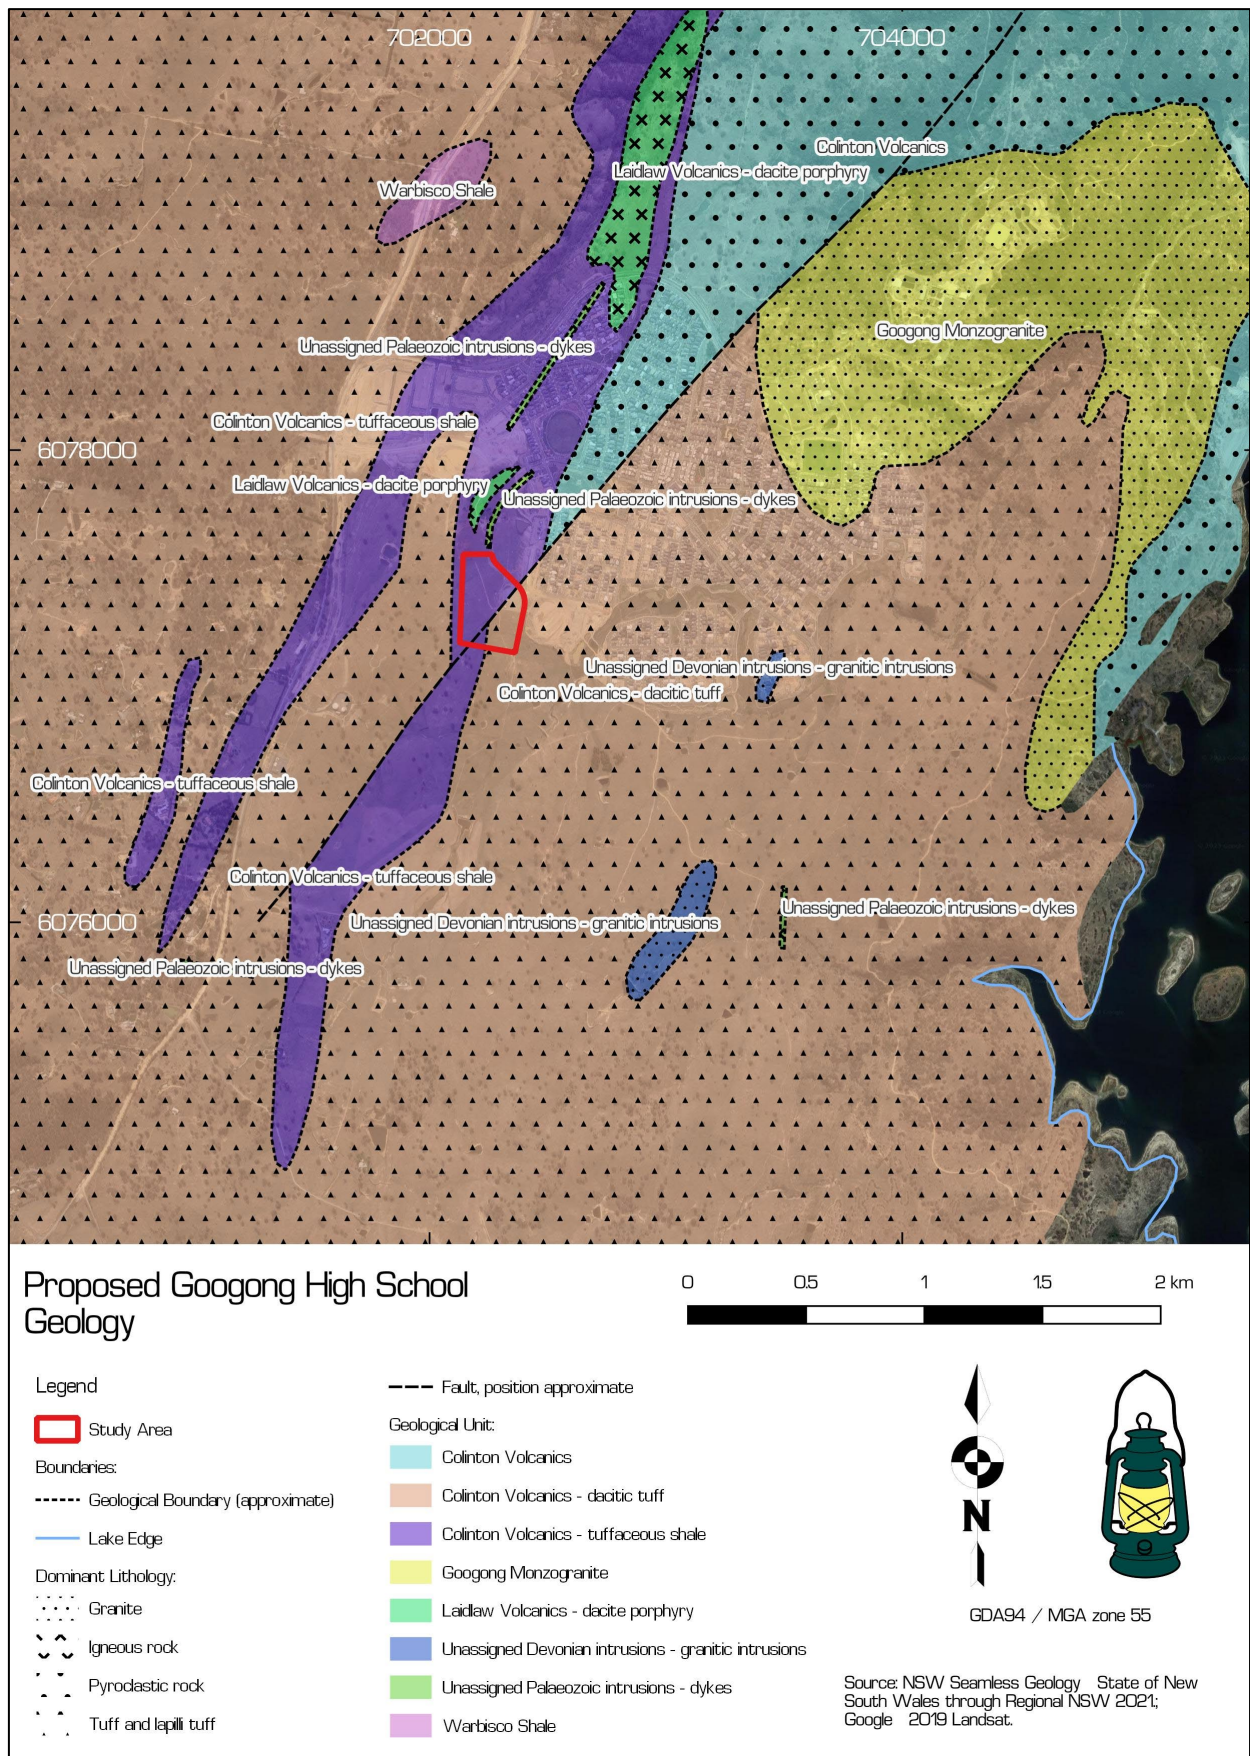 702000
704000
Colinton Volcanics
Laidlaw Volcanics - dacite porphyry
Warbisco Shale
Googong Monzogranite
Unassigned Palaeozoic intrusions - dykes
Colinton Volcanics - tuffaceous shale
6078000
Laidlaw Volcanics - dacite porphyry
Unassigned Palaeozoic intrusions - dykes
Unassigned Devonian intrusions - granitic intrusions
Colinton Volcanics - dacitic tuff
Colinton Volcanics - tuffaceous shale
Colinton Volcanics - tuffaceous shale
6076000
Unassigned Devonian intrusions - granitic intrusions
Unassigned Palaeozoic intrusions - dykes
Unassigned Palaeozoic intrusions - dykes
Proposed Googong High School
Geology
0 0.5 1 1.5 2 km
Legend
Study Area
Boundaries:
Geological Boundary (approximate)
Lake Edge
Dominant Lithology:
Granite
Igneous rock
Pyroclastic rock
Tuff and lapilli tuff
Fault, position approximate
Geological Unit:
Colinton Volcanics
Colinton Volcanics - dacitic tuff
Colinton Volcanics - tuffaceous shale
Googong Monzogranite
Laidlaw Volcanics - dacite porphyry
Unassigned Devonian intrusions - granitic intrusions
Unassigned Palaeozoic intrusions - dykes
Warbisco Shale
N
GDA94 / MGA zone 55
Source: NSW Seamless Geology State of New
South Wales through Regional NSW 2021;
Google 2019 Landsat.